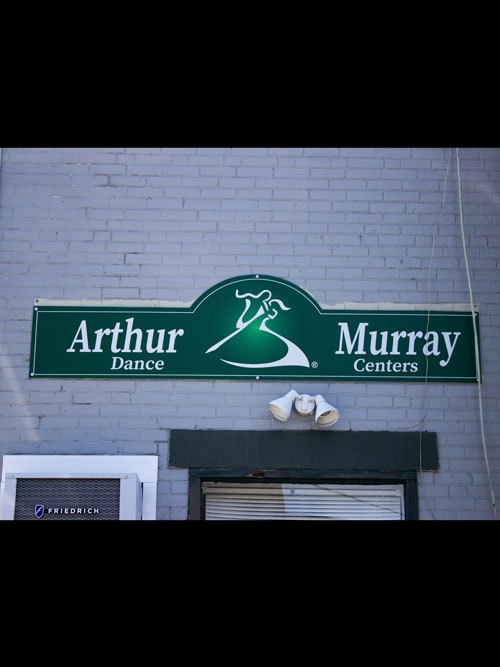 Arthur Murray
Dance Centers
®
FRIEDRICH